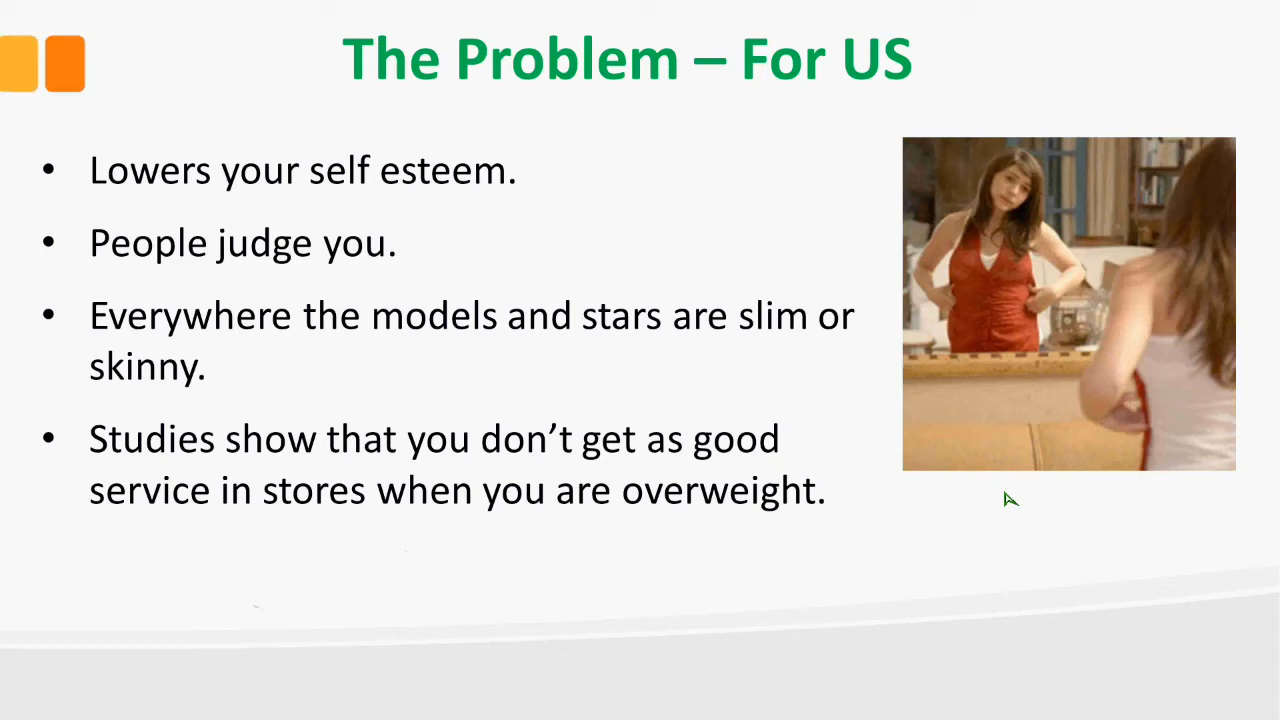 The Problem – For US
• Lowers your self esteem.
• People judge you.
• Everywhere the models and stars are slim or
skinny.
• Studies show that you don’t get as good
service in stores when you are overweight.